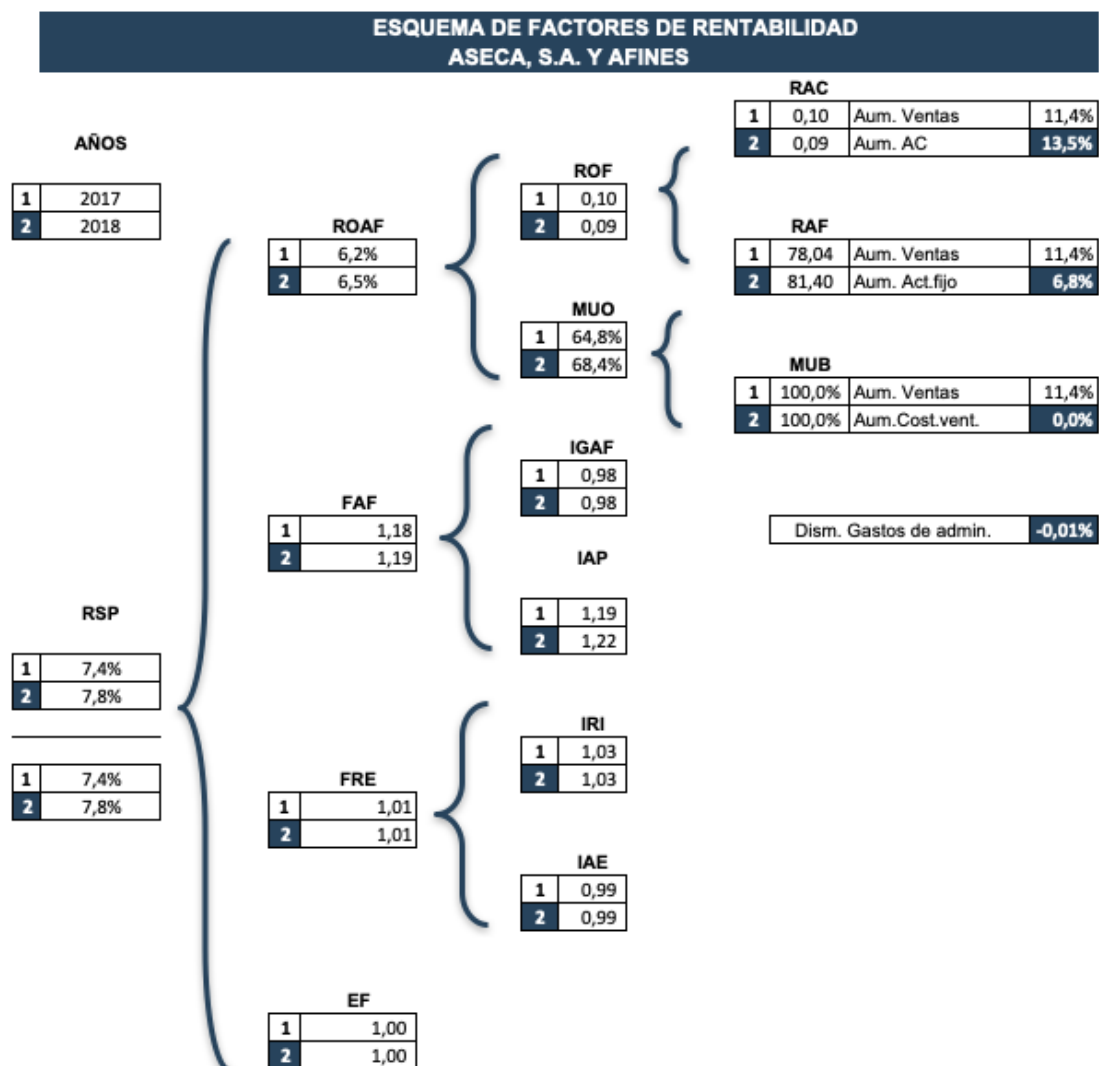 ESQUEMA DE FACTORES DE RENTABILIDAD
ASECA, S.A. Y AFINES
AÑOS
1 2017
2 2018
RSP
1 7,4%
2 7,8%
1 7,4%
2 7,8%
ROAF
1 6,2%
2 6,5%
FAF
1 1,18
2 1,19
FRE
1 1,01
2 1,01
EF
1 1,00
2 1,00
ROF
1 0,10
2 0,09
MUO
1 64,8%
2 68,4%
IGAF
1 0,98
2 0,98
IAP
1 1,19
2 1,22
IRI
1 1,03
2 1,03
IAE
1 0,99
2 0,99
RAC
1 0,10 Aum. Ventas 11,4%
2 0,09 Aum. AC 13,5%
RAF
1 78,04 Aum. Ventas 11,4%
2 81,40 Aum. Act.fijo 6,8%
MUB
1 100,0% Aum. Ventas 11,4%
2 100,0% Aum.Cost.vent. 0,0%
Dism. Gastos de admin. -0,01%